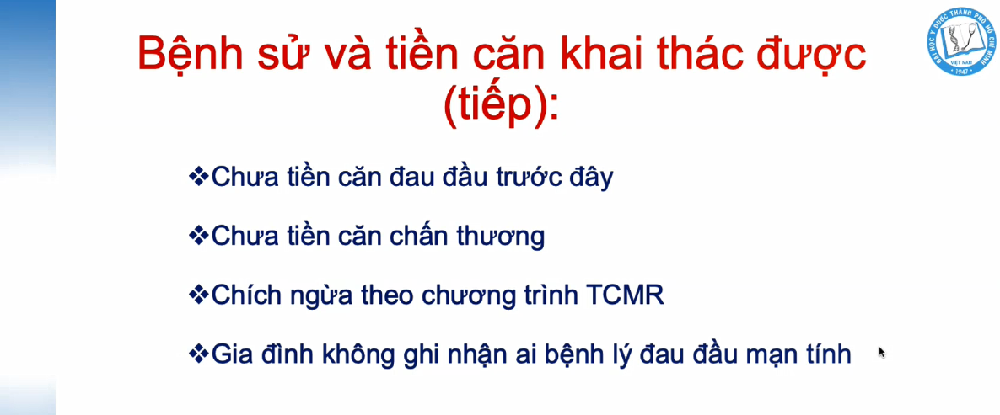 Bệnh sử và tiền căn khai thác được
(tiếp):
❖Chưa tiền căn đau đầu trước đây
❖Chưa tiền căn chấn thương
❖Chích ngừa theo chương trình TCMR
❖Gia đình không ghi nhận ai bệnh lý đau đầu mạn tính
ĐẠI HỌC Y DƯỢC THÀNH PHỐ HỒ CHÍ MINH
VIỆT NAM
• 1947 •